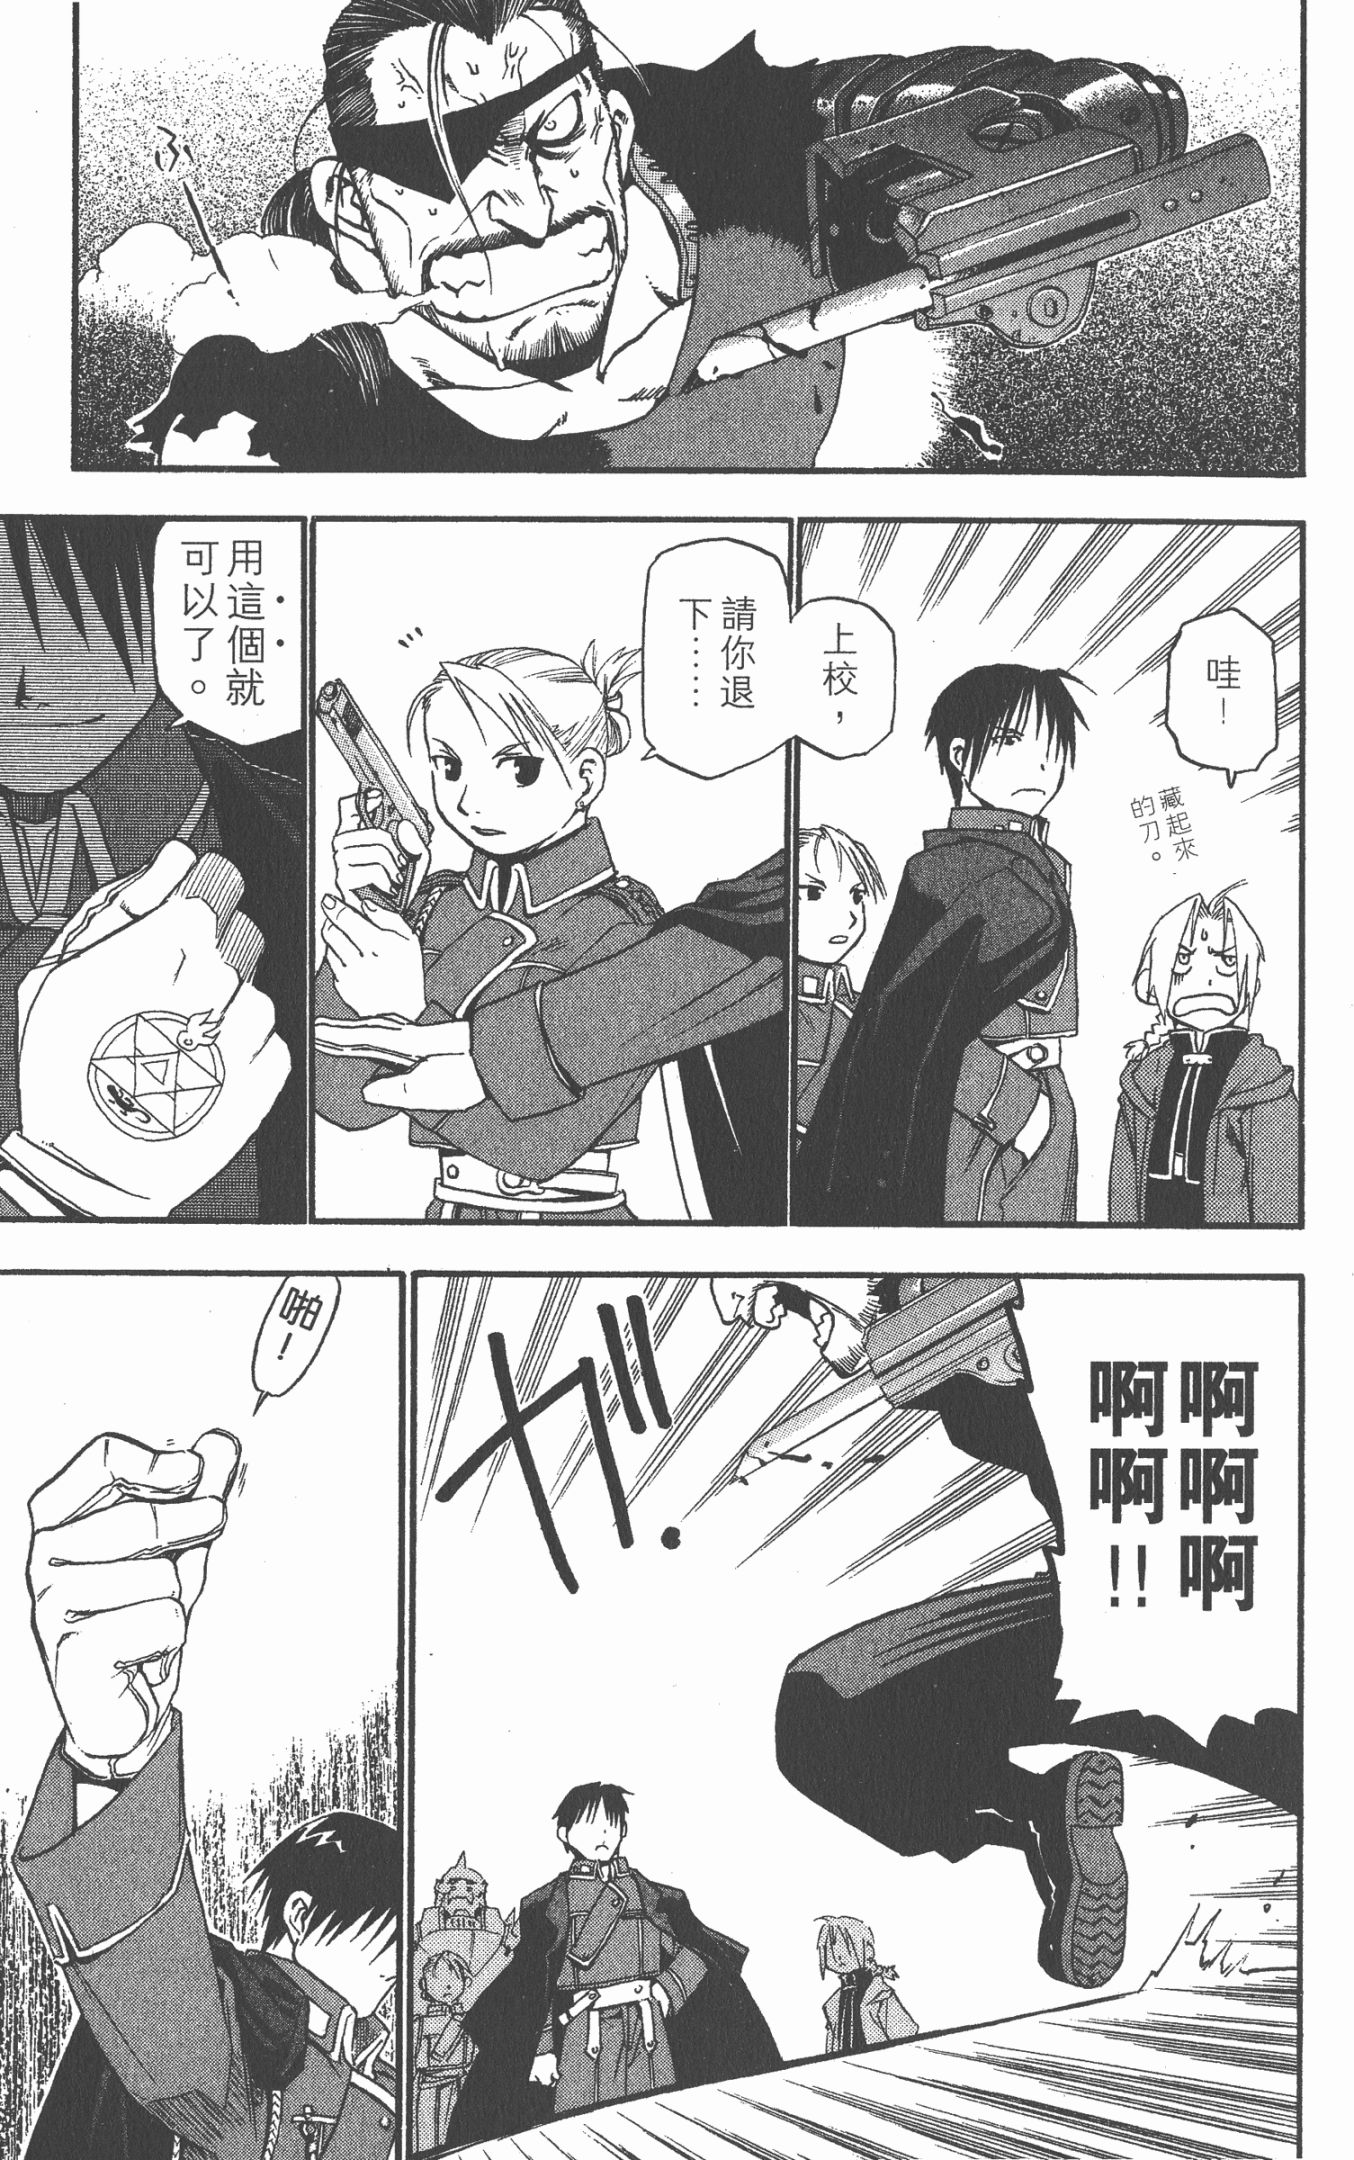 ふー
哇!
藏起來
的刀。
上校，
請你退
下……
用這個就
可以了。
啊啊啊
啊啊!!
ガッ
啪!